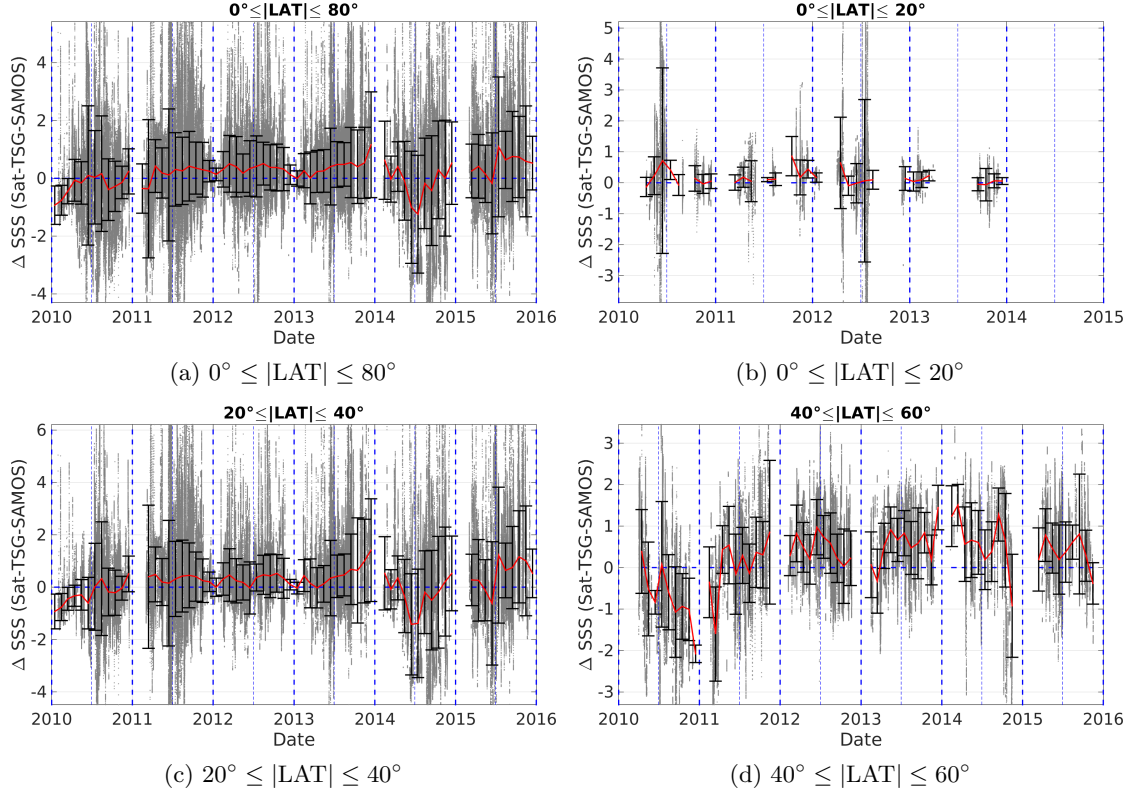 0°≤|LAT|≤ 80°
Δ SSS (Sat-TSG-SAMOS)
4
2
0
-2
-4
2010 2011 2012 2013 2014 2015 2016
Date
(a) 0° ≤ |LAT| ≤ 80°
0°≤|LAT|≤ 20°
Δ SSS (Sat-TSG-SAMOS)
5
4
3
2
1
0
-1
-2
-3
2010 2011 2012 2013 2014 2015
Date
(b) 0° ≤ |LAT| ≤ 20°
20°≤|LAT|≤ 40°
Δ SSS (Sat-TSG-SAMOS)
6
4
2
0
-2
-4
2010 2011 2012 2013 2014 2015 2016
Date
(c) 20° ≤ |LAT| ≤ 40°
40°≤|LAT|≤ 60°
Δ SSS (Sat-TSG-SAMOS)
3
2
1
0
-1
-2
-3
2010 2011 2012 2013 2014 2015 2016
Date
(d) 40° ≤ |LAT| ≤ 60°